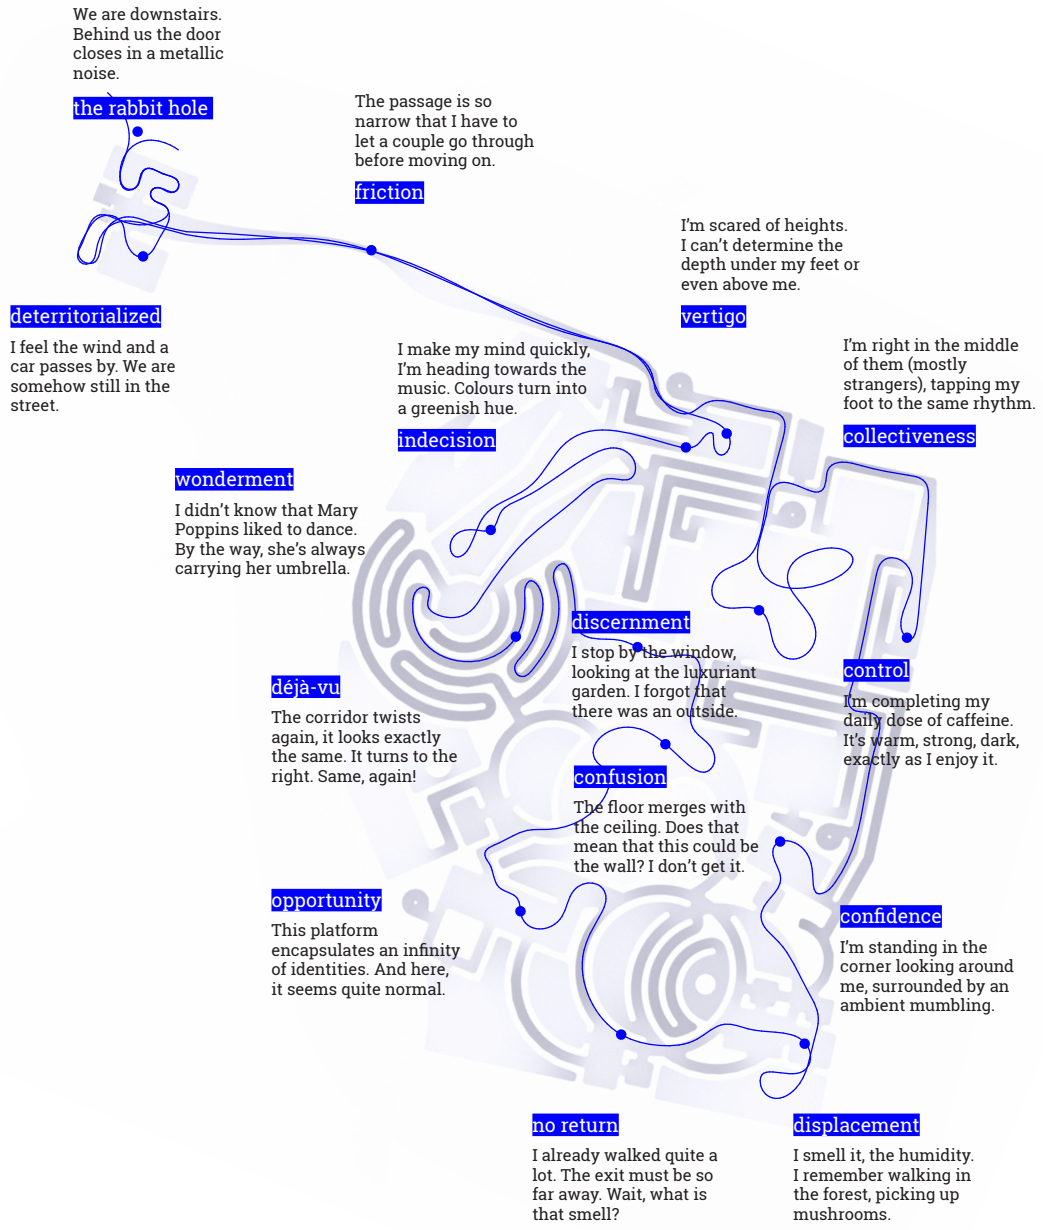 We are downstairs.
Behind us the door
closes in a metallic
noise.
the rabbit hole
The passage is so
narrow that I have to
let a couple go through
before moving on.
friction
I'm scared of heights.
I can't determine the
depth under my feet or
even above me.
vertigo
deterritorialized
I feel the wind and a
car passes by. We are
somehow still in the
street.
I make my mind quickly,
I'm heading towards the
music. Colours turn into
a greenish hue.
indecision
I'm right in the middle
of them (mostly
strangers), tapping my
foot to the same rhythm.
collectiveness
wonderment
I didn't know that Mary
Poppins liked to dance.
By the way, she's always
carrying her umbrella.
discernment
I stop by the window,
looking at the luxuriant
garden. I forgot that
there was an outside.
control
I'm completing my
daily dose of caffeine.
It's warm, strong, dark,
exactly as I enjoy it.
déjà-vu
The corridor twists
again, it looks exactly
the same. It turns to the
right. Same, again!
confusion
The floor merges with
the ceiling. Does that
mean that this could be
the wall? I don't get it.
opportunity
This platform
encapsulates an infinity
of identities. And here,
it seems quite normal.
confidence
I'm standing in the
corner looking around
me, surrounded by an
ambient mumbling.
no return
I already walked quite a
lot. The exit must be so
far away. Wait, what is
that smell?
displacement
I smell it, the humidity.
I remember walking in
the forest, picking up
mushrooms.